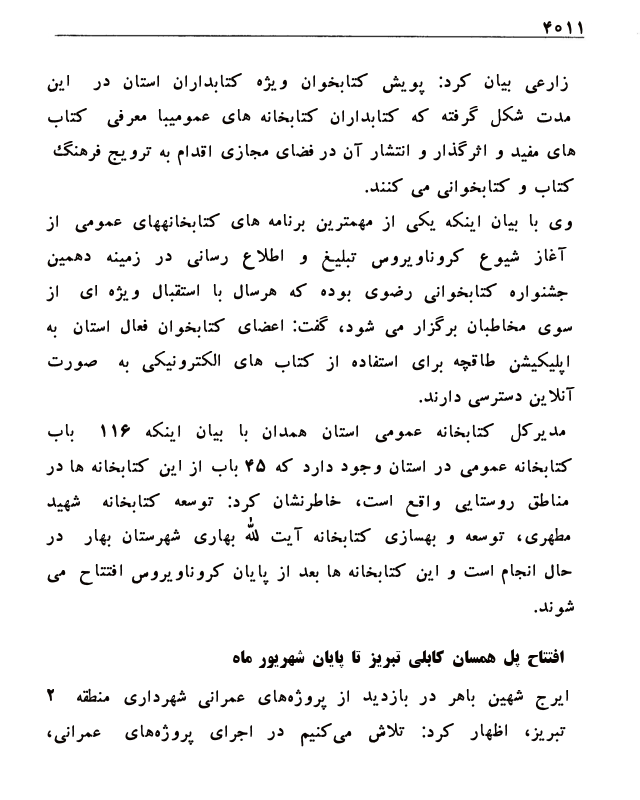 ۴۰۱۱
زارعی بیان کرد: پویش کتابخوان ویژه کتابداران استان در این
مدت شکل گرفته که کتابداران کتابخانه های عمومیبا معرفی کتاب
های مفید و اثرگذار و انتشار آن در فضای مجازی اقدام به ترویج فرهنگ
کتاب و کتابخوانی می کنند.
وی با بیان اینکه یکی از مهمترین برنامه های کتابخانههای عمومی از
آغاز شیوع کروناویروس تبلیغ و اطلاع رسانی در زمینه دهمین
جشنواره کتابخوانی رضوی بوده که هرسال با استقبال ویژه ای از
سوی مخاطبان برگزار می شود، گفت: اعضای کتابخوان فعال استان به
اپلیکیشن طاقچه برای استفاده از کتاب های الکترونیکی به صورت
آنلاین دسترسی دارند.
مدیرکل کتابخانه عمومی استان همدان با بیان اینکه ۱۱۶ باب
کتابخانه عمومی در استان وجود دارد که ۴۵ باب از این کتابخانه ها در
مناطق روستایی واقع است، خاطرنشان کرد: توسعه کتابخانه شهید
مطهری، توسعه و بهسازی کتابخانه آیت الله بهاری شهرستان بهار در
حال انجام است و این کتابخانه ها بعد از پایان کروناویروس افتتاح می
شوند.
افتتاح پل همسان کابلی تبریز تا پایان شهریور ماه
ایرج شهین باهر در بازدید از پروژه‌های عمرانی شهرداری منطقه ۲
تبریز، اظهار کرد: تلاش می‌کنیم در اجرای پروژه‌های عمرانی،